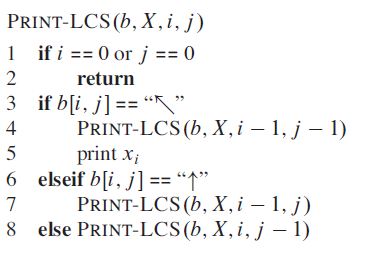 PRINT-LCS(b, X, i, j)
1 if i == 0 or j == 0
2 return
3 if b[i, j] == “↖”
4 PRINT-LCS(b, X, i − 1, j − 1)
5 print xᵢ
6 elseif b[i, j] == “↑”
7 PRINT-LCS(b, X, i − 1, j)
8 else PRINT-LCS(b, X, i, j − 1)